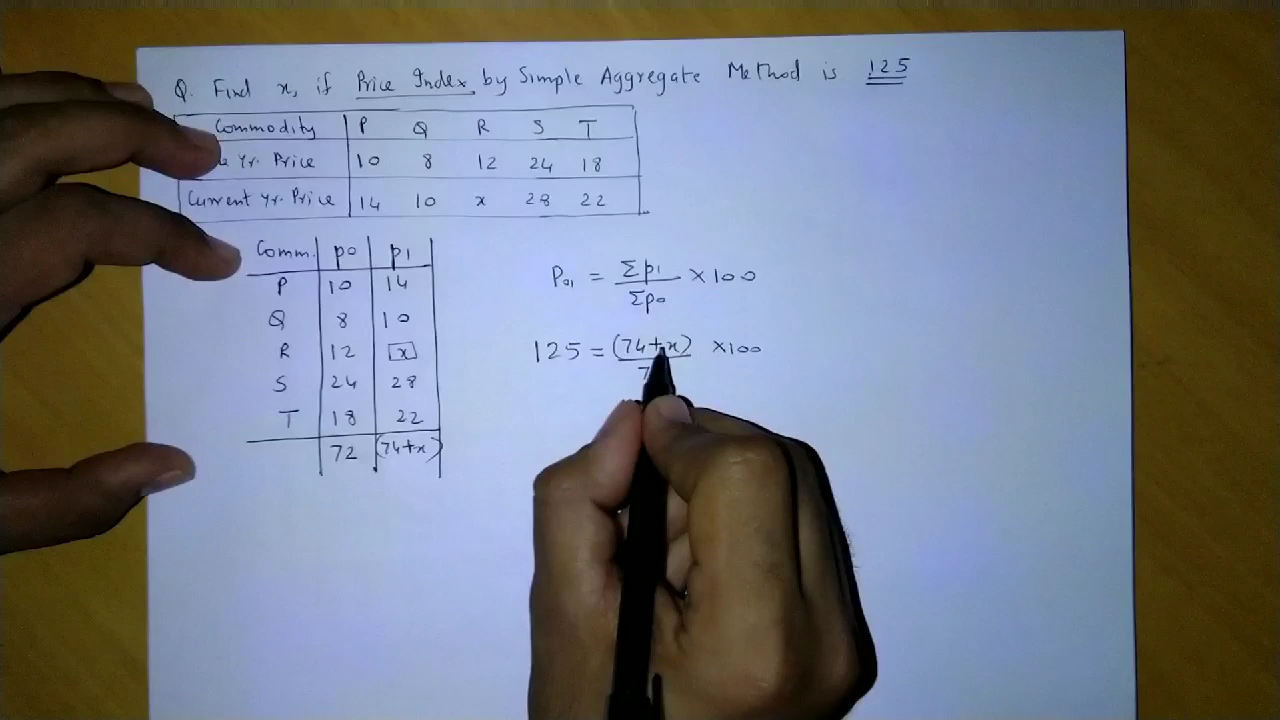 Q. Find x, if Price Index, by Simple Aggregate Method is 125
Commodity P Q R S T
Yr. Price 10 8 12 24 18
Current Yr. Price 14 10 x 28 22
Comm. p0 p1
P 10 14
Q 8 10
R 12 x
S 24 28
T 18 22
72 (74+x)
P01 = Σp1 / Σp0 × 100
125 = (74+x) / 7 ×100